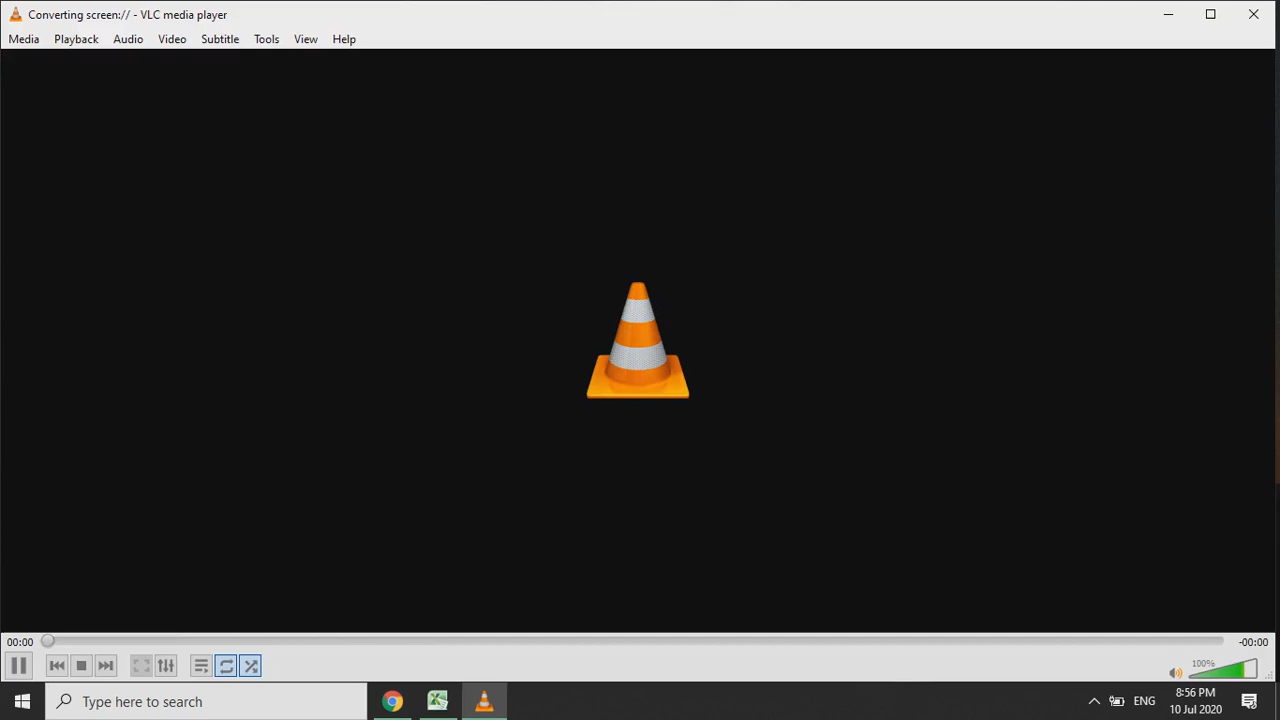 Converting screen:// - VLC media player
Media Playback Audio Video Subtitle Tools View Help
00:00 -00:00
100%
Type here to search
ENG
8:56 PM
10 Jul 2020